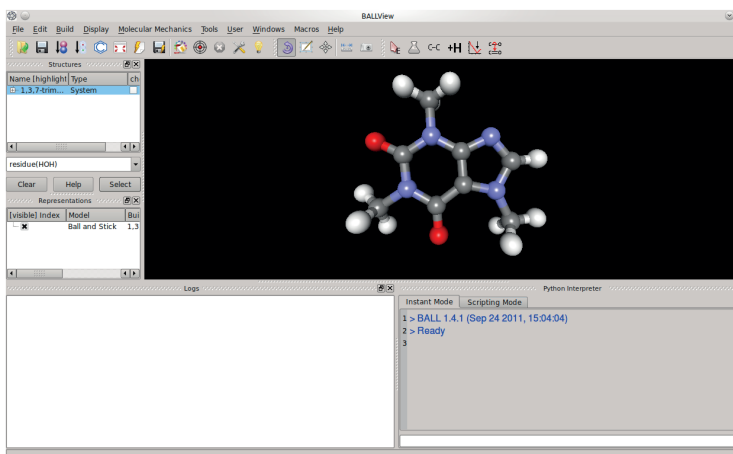 BALLView
File Edit Build Display Molecular Mechanics Tools User Windows Macros Help
E C-C +H
Structures
Name [highlight Type ch
1,3,7-trim... System
residue(HOH)
Clear Help Select
Representations
[visible] Index Model Bui
Ball and Stick 1,3
Logs
Python Interpreter
Instant Mode Scripting Mode
1 > BALL 1.4.1 (Sep 24 2011, 15:04:04)
2 > Ready
3